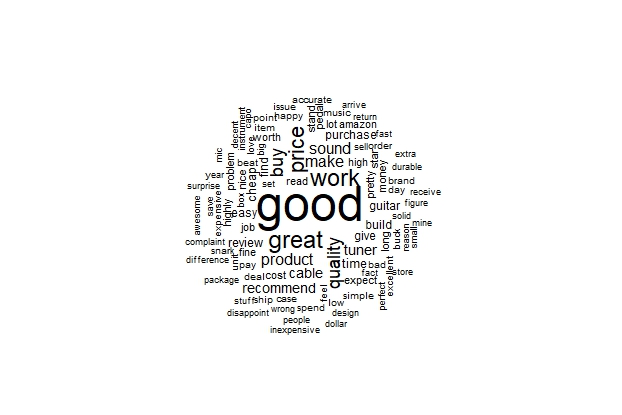 accurate
issue
pedal
arrive
stand
music
return
point
happy
capo
instrument
decent
item
lot
amazon
worth
purchase
fast
love
big
price
sound
sell
order
mic
problem
beat
find
buy
make
high
star
extra
money
durable
year
nice
cheap
set
read
work
pretty
brand
day
receive
surprise
box
save
expensive
highly
easy
good
guitar
figure
awesome
solid
job
build
mine
complaint
review
great
give
long
buck
reason
small
snark
fine
quality
tuner
difference
unit
pay
product
time
bad
excellent
fact
store
package
deal
cost
cable
expect
recommend
feel
simple
perfect
stuff
ship
case
low
disappoint
wrong
spend
design
people
dollar
inexpensive